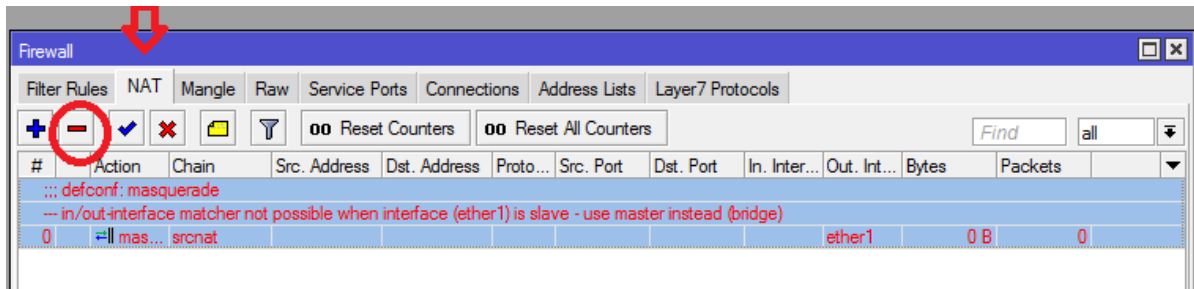 Firewall
Filter Rules NAT Mangle Raw Service Ports Connections Address Lists Layer7 Protocols
00 Reset Counters 00 Reset All Counters Find all
# Action Chain Src. Address Dst. Address Proto... Src. Port Dst. Port In. Inter... Out. Int... Bytes Packets
;;; defconf: masquerade
--- in/out-interface matcher not possible when interface (ether1) is slave - use master instead (bridge)
0 mas... srcnat ether1 0 B 0